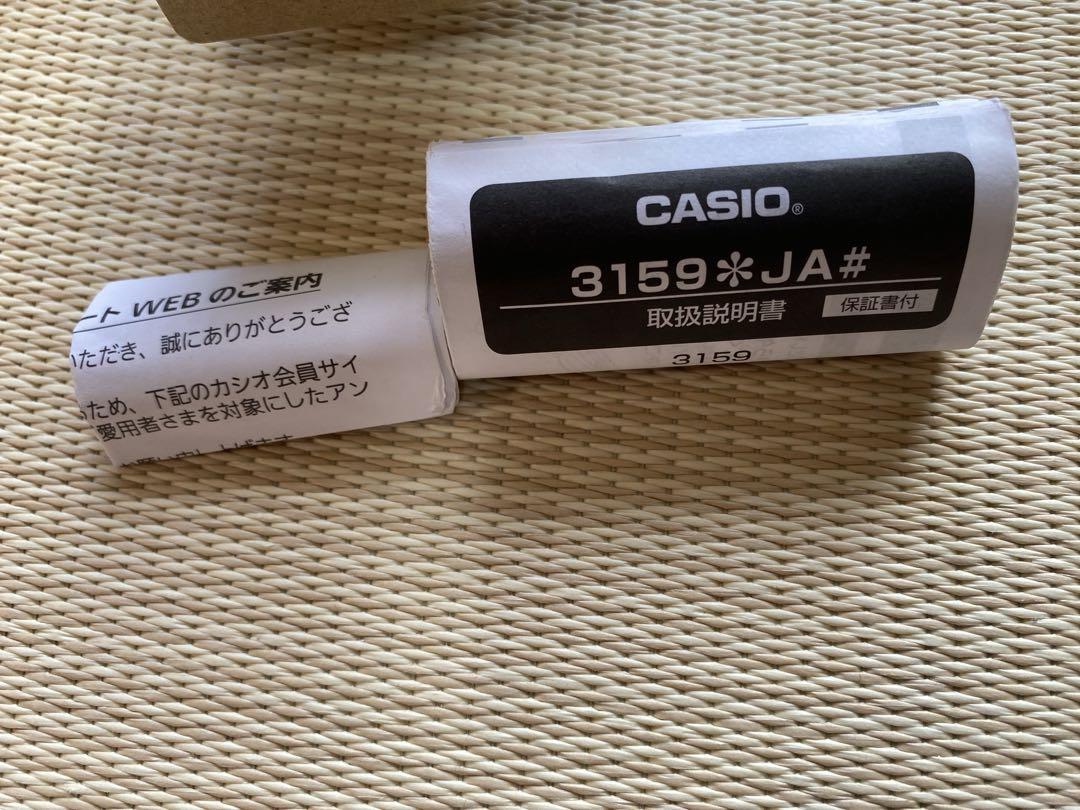 CASIO®
3159✻JA#
取扱説明書 保証書付
3159
ート WEB のご案内
いただき、誠にありがとうござ
ため、下記のカシオ会員サイ
愛用者さまを対象にしたアン